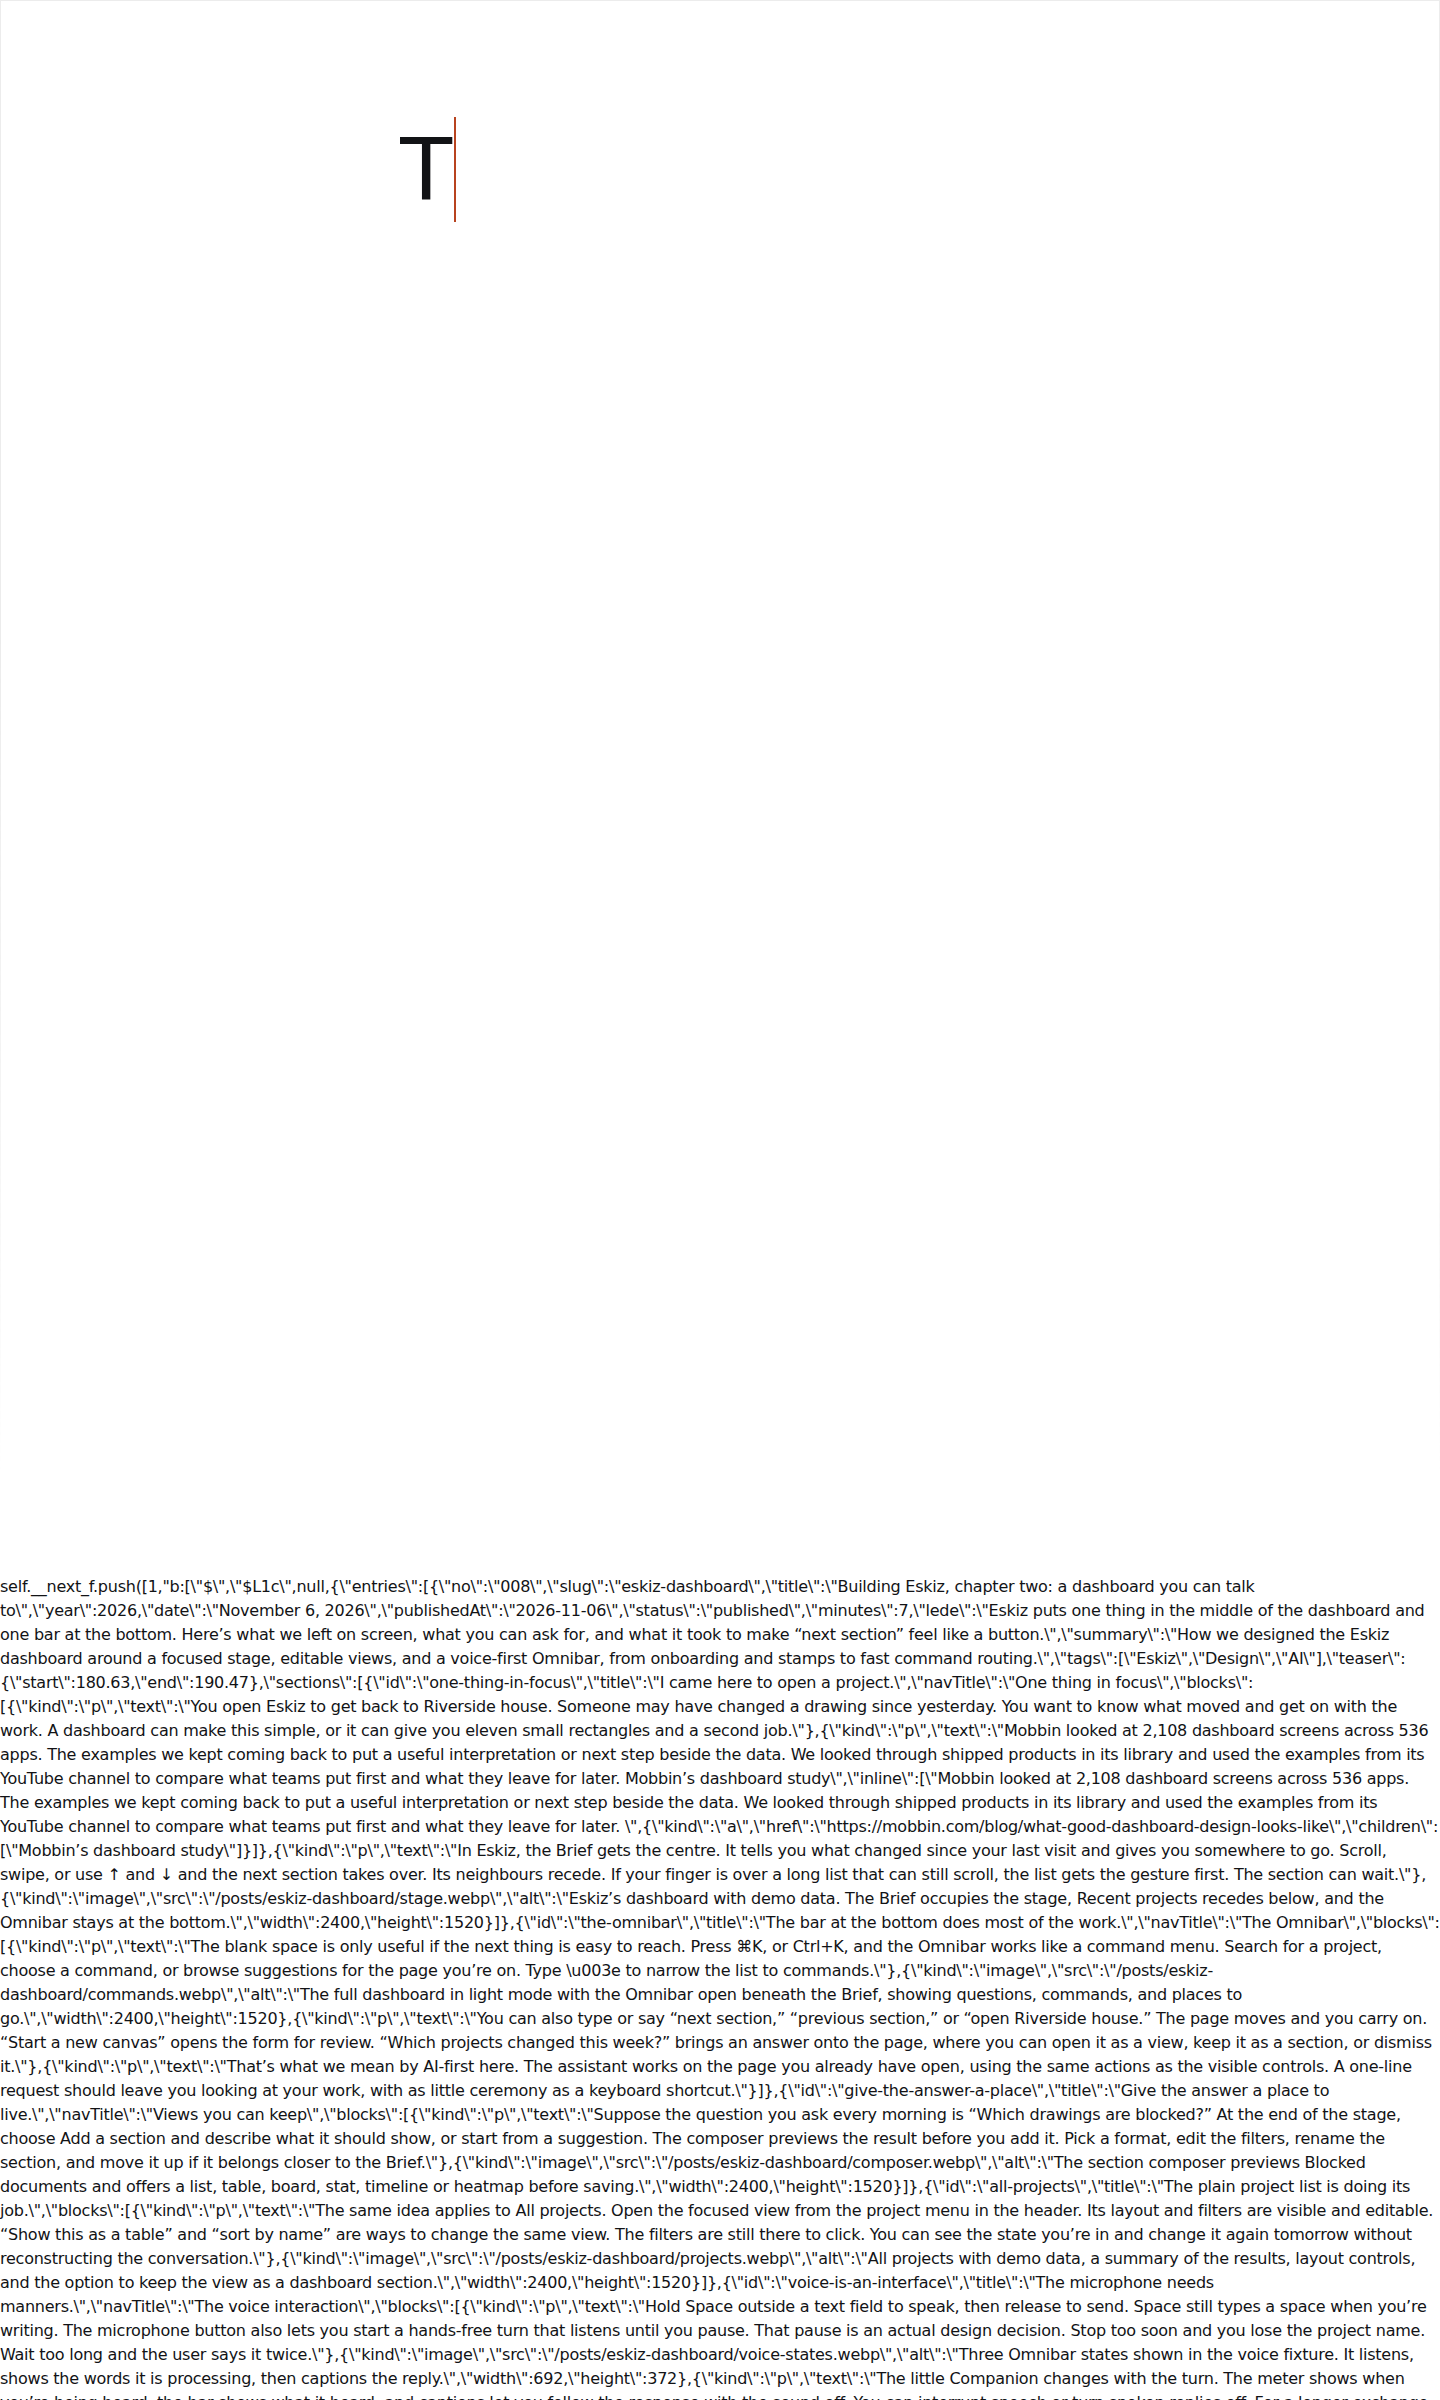 T
self.__next_f.push([1,"b:[\"$\",\"$L1c\",null,{\"entries\":[{\"no\":\"008\",\"slug\":\"eskiz-dashboard\",\"title\":\"Building Eskiz, chapter two: a dashboard you can talk
to\",\"year\":2026,\"date\":\"November 6, 2026\",\"publishedAt\":\"2026-11-06\",\"status\":\"published\",\"minutes\":7,\"lede\":\"Eskiz puts one thing in the middle of the dashboard and
one bar at the bottom. Here’s what we left on screen, what you can ask for, and what it took to make “next section” feel like a button.\",\"summary\":\"How we designed the Eskiz
dashboard around a focused stage, editable views, and a voice-first Omnibar, from onboarding and stamps to fast command routing.\",\"tags\":[\"Eskiz\",\"Design\",\"AI\"],\"teaser\":
{\"start\":180.63,\"end\":190.47},\"sections\":[{\"id\":\"one-thing-in-focus\",\"title\":\"I came here to open a project.\",\"navTitle\":\"One thing in focus\",\"blocks\":
[{\"kind\":\"p\",\"text\":\"You open Eskiz to get back to Riverside house. Someone may have changed a drawing since yesterday. You want to know what moved and get on with the
work. A dashboard can make this simple, or it can give you eleven small rectangles and a second job.\"},{\"kind\":\"p\",\"text\":\"Mobbin looked at 2,108 dashboard screens across 536
apps. The examples we kept coming back to put a useful interpretation or next step beside the data. We looked through shipped products in its library and used the examples from its
YouTube channel to compare what teams put first and what they leave for later. Mobbin’s dashboard study\",\"inline\":[\"Mobbin looked at 2,108 dashboard screens across 536 apps.
The examples we kept coming back to put a useful interpretation or next step beside the data. We looked through shipped products in its library and used the examples from its
YouTube channel to compare what teams put first and what they leave for later. \",{\"kind\":\"a\",\"href\":\"https://mobbin.com/blog/what-good-dashboard-design-looks-like\",\"children\":
[\"Mobbin’s dashboard study\"]}]},{\"kind\":\"p\",\"text\":\"In Eskiz, the Brief gets the centre. It tells you what changed since your last visit and gives you somewhere to go. Scroll,
swipe, or use ↑ and ↓ and the next section takes over. Its neighbours recede. If your finger is over a long list that can still scroll, the list gets the gesture first. The section can wait.\"},
{\"kind\":\"image\",\"src\":\"/posts/eskiz-dashboard/stage.webp\",\"alt\":\"Eskiz’s dashboard with demo data. The Brief occupies the stage, Recent projects recedes below, and the
Omnibar stays at the bottom.\",\"width\":2400,\"height\":1520}]},{\"id\":\"the-omnibar\",\"title\":\"The bar at the bottom does most of the work.\",\"navTitle\":\"The Omnibar\",\"blocks\":
[{\"kind\":\"p\",\"text\":\"The blank space is only useful if the next thing is easy to reach. Press ⌘K, or Ctrl+K, and the Omnibar works like a command menu. Search for a project,
choose a command, or browse suggestions for the page you’re on. Type \u003e to narrow the list to commands.\"},{\"kind\":\"image\",\"src\":\"/posts/eskiz-
dashboard/commands.webp\",\"alt\":\"The full dashboard in light mode with the Omnibar open beneath the Brief, showing questions, commands, and places to
go.\",\"width\":2400,\"height\":1520},{\"kind\":\"p\",\"text\":\"You can also type or say “next section,” “previous section,” or “open Riverside house.” The page moves and you carry on.
“Start a new canvas” opens the form for review. “Which projects changed this week?” brings an answer onto the page, where you can open it as a view, keep it as a section, or dismiss
it.\"},{\"kind\":\"p\",\"text\":\"That’s what we mean by AI-first here. The assistant works on the page you already have open, using the same actions as the visible controls. A one-line
request should leave you looking at your work, with as little ceremony as a keyboard shortcut.\"}]},{\"id\":\"give-the-answer-a-place\",\"title\":\"Give the answer a place to
live.\",\"navTitle\":\"Views you can keep\",\"blocks\":[{\"kind\":\"p\",\"text\":\"Suppose the question you ask every morning is “Which drawings are blocked?” At the end of the stage,
choose Add a section and describe what it should show, or start from a suggestion. The composer previews the result before you add it. Pick a format, edit the filters, rename the
section, and move it up if it belongs closer to the Brief.\"},{\"kind\":\"image\",\"src\":\"/posts/eskiz-dashboard/composer.webp\",\"alt\":\"The section composer previews Blocked
documents and offers a list, table, board, stat, timeline or heatmap before saving.\",\"width\":2400,\"height\":1520}]},{\"id\":\"all-projects\",\"title\":\"The plain project list is doing its
job.\",\"blocks\":[{\"kind\":\"p\",\"text\":\"The same idea applies to All projects. Open the focused view from the project menu in the header. Its layout and filters are visible and editable.
“Show this as a table” and “sort by name” are ways to change the same view. The filters are still there to click. You can see the state you’re in and change it again tomorrow without
reconstructing the conversation.\"},{\"kind\":\"image\",\"src\":\"/posts/eskiz-dashboard/projects.webp\",\"alt\":\"All projects with demo data, a summary of the results, layout controls,
and the option to keep the view as a dashboard section.\",\"width\":2400,\"height\":1520}]},{\"id\":\"voice-is-an-interface\",\"title\":\"The microphone needs
manners.\",\"navTitle\":\"The voice interaction\",\"blocks\":[{\"kind\":\"p\",\"text\":\"Hold Space outside a text field to speak, then release to send. Space still types a space when you’re
writing. The microphone button also lets you start a hands-free turn that listens until you pause. That pause is an actual design decision. Stop too soon and you lose the project name.
Wait too long and the user says it twice.\"},{\"kind\":\"image\",\"src\":\"/posts/eskiz-dashboard/voice-states.webp\",\"alt\":\"Three Omnibar states shown in the voice fixture. It listens,
shows the words it is processing, then captions the reply.\",\"width\":692,\"height\":372},{\"kind\":\"p\",\"text\":\"The little Companion changes with the turn. The meter shows when